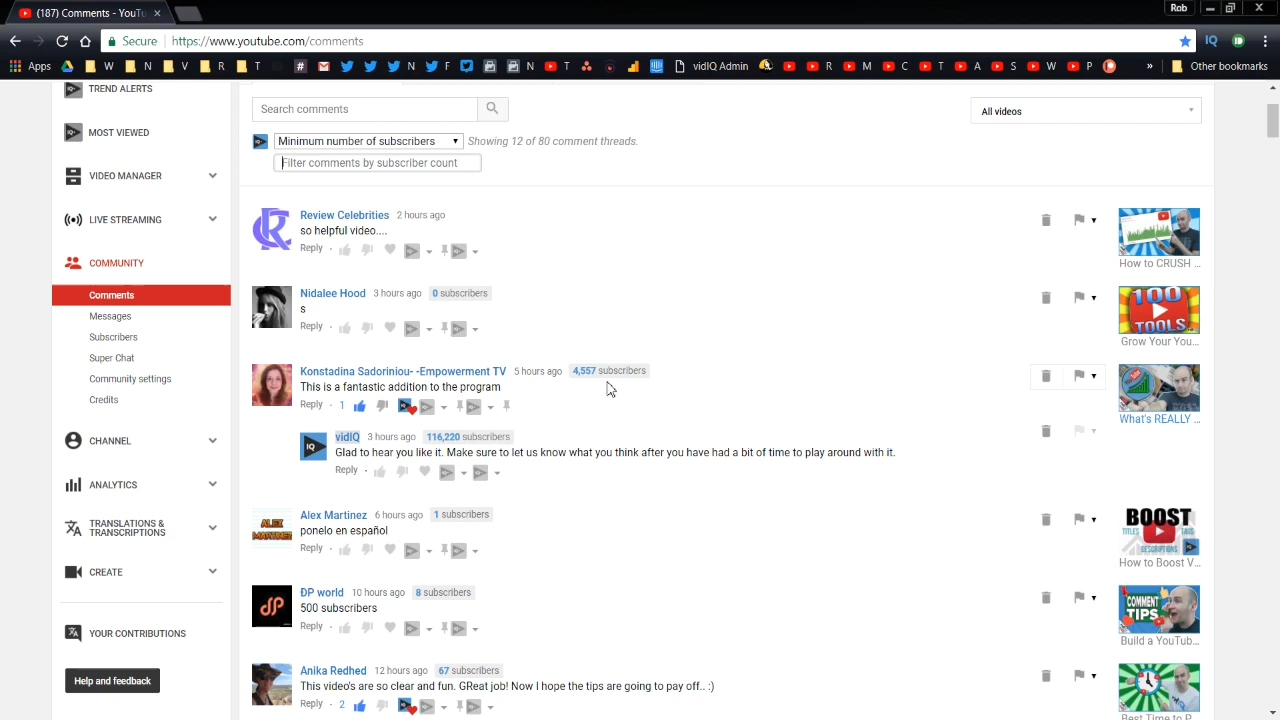 (187) Comments - YouTu
Rob
Secure https://www.youtube.com/comments
IQ
Apps W N V R T # N F N T vidIQ Admin R M C T A S W P » Other bookmarks
TREND ALERTS
MOST VIEWED
VIDEO MANAGER
LIVE STREAMING
COMMUNITY
Comments
Messages
Subscribers
Super Chat
Community settings
Credits
CHANNEL
ANALYTICS
TRANSLATIONS &
TRANSCRIPTIONS
CREATE
YOUR CONTRIBUTIONS
Help and feedback
Search comments
All videos
Minimum number of subscribers Showing 12 of 80 comment threads.
Filter comments by subscriber count
Review Celebrities 2 hours ago
so helpful video....
Reply
How to CRUSH ...
Nidalee Hood 3 hours ago 0 subscribers
s
Reply
100
TOOLS
Grow Your You...
Konstadina Sadoriniou- -Empowerment TV 5 hours ago 4,557 subscribers
This is a fantastic addition to the program
Reply 1
What's REALLY ...
IQ
vidIQ 3 hours ago 116,220 subscribers
Glad to hear you like it. Make sure to let us know what you think after you have had a bit of time to play around with it.
Reply
ALEX
MARTINEZ
Alex Martinez 6 hours ago 1 subscribers
ponelo en español
Reply
BOOST
TITLES TAGS
DESCRIPTIONS
How to Boost V...
ĐP world 10 hours ago 8 subscribers
500 subscribers
Reply
COMMENT
TIPS
Build a YouTub...
Anika Redhed 12 hours ago 67 subscribers
This video's are so clear and fun. GReat job! Now I hope the tips are going to pay off.. :)
Reply 2
Best Time to P...